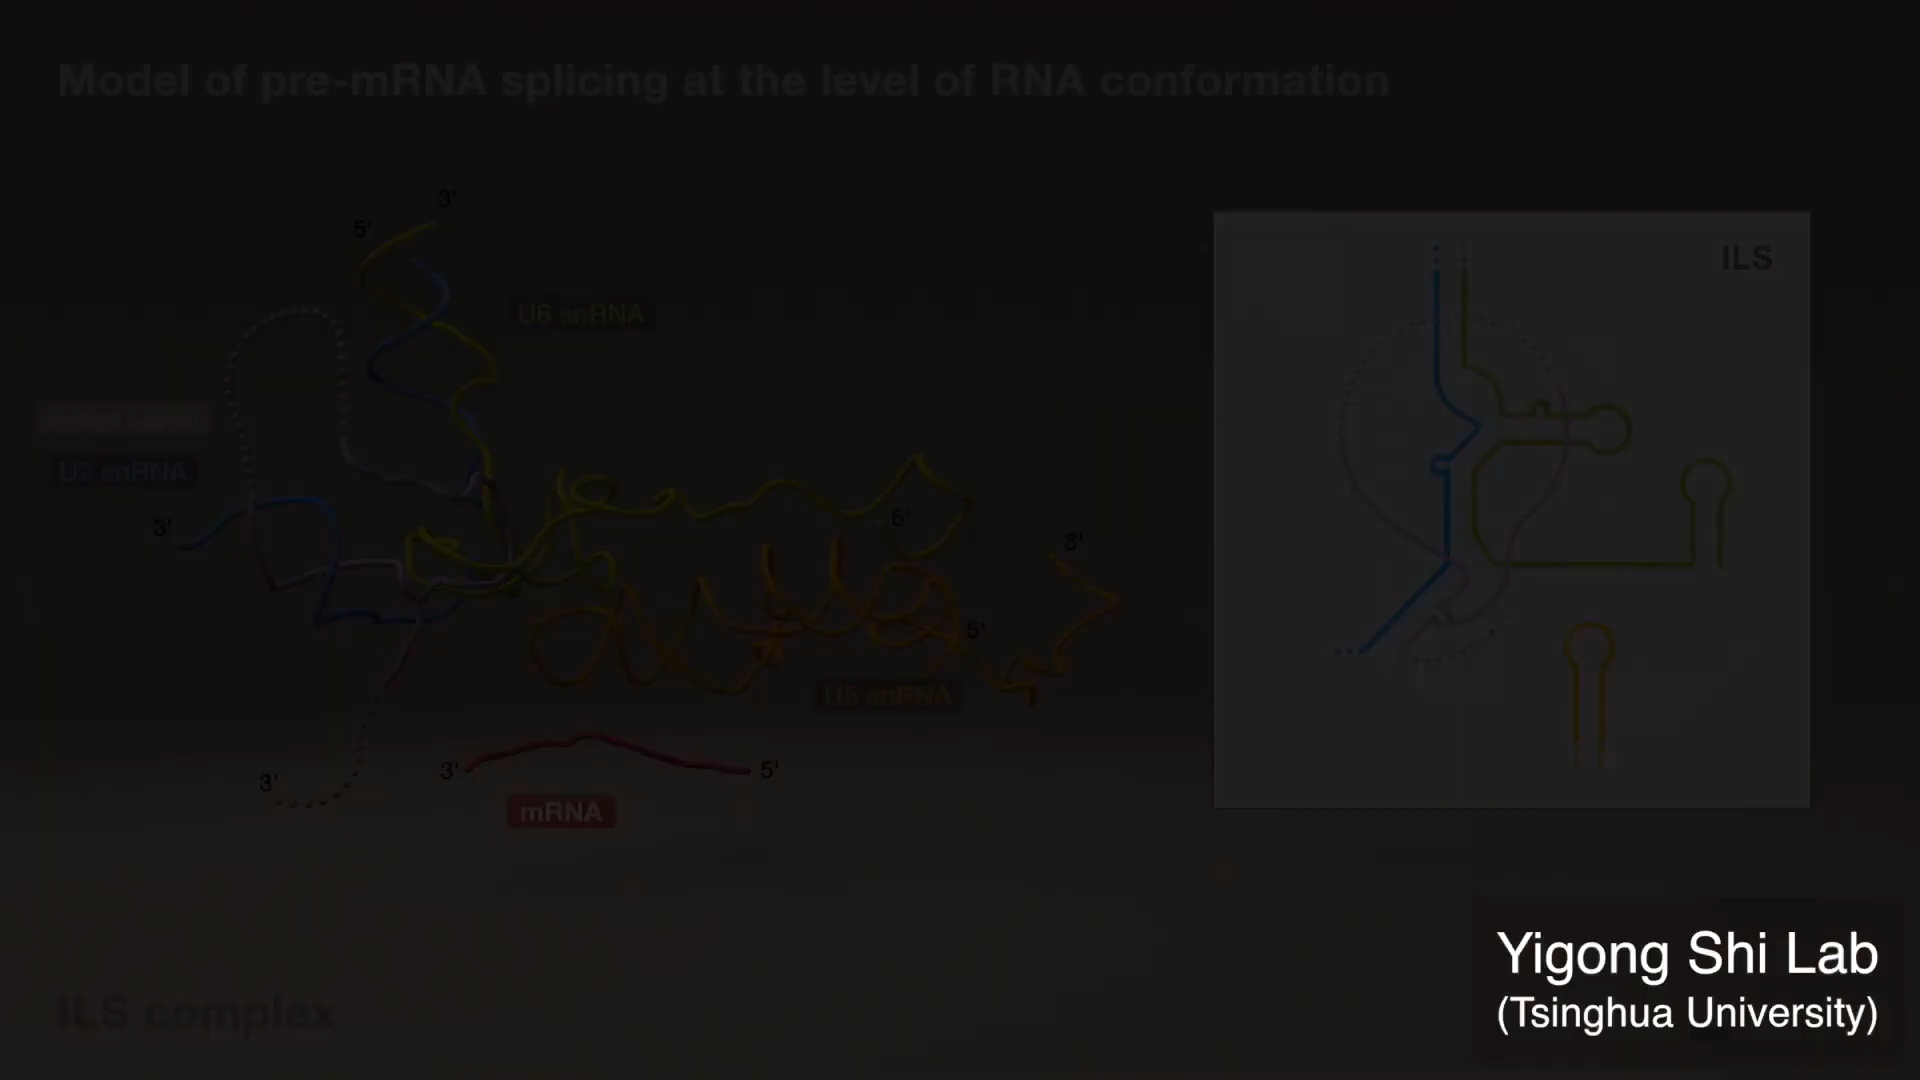 Model of pre-mRNA splicing at the level of RNA conformation
3'
5'
ILS
U6 snRNA
U2 snRNA
3'
5'
3'
5'
U5 snRNA
3'
3'
5'
mRNA
Yigong Shi Lab
(Tsinghua University)
ILS complex